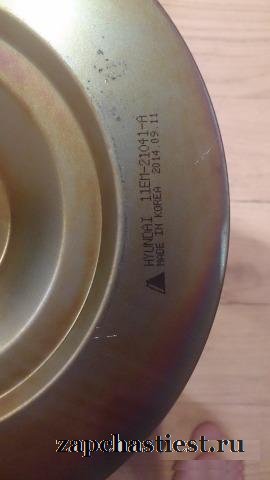 HYUNDAI 11EM-21041-A
MADE IN KOREA 2014.09.11
zapchastiest.ru